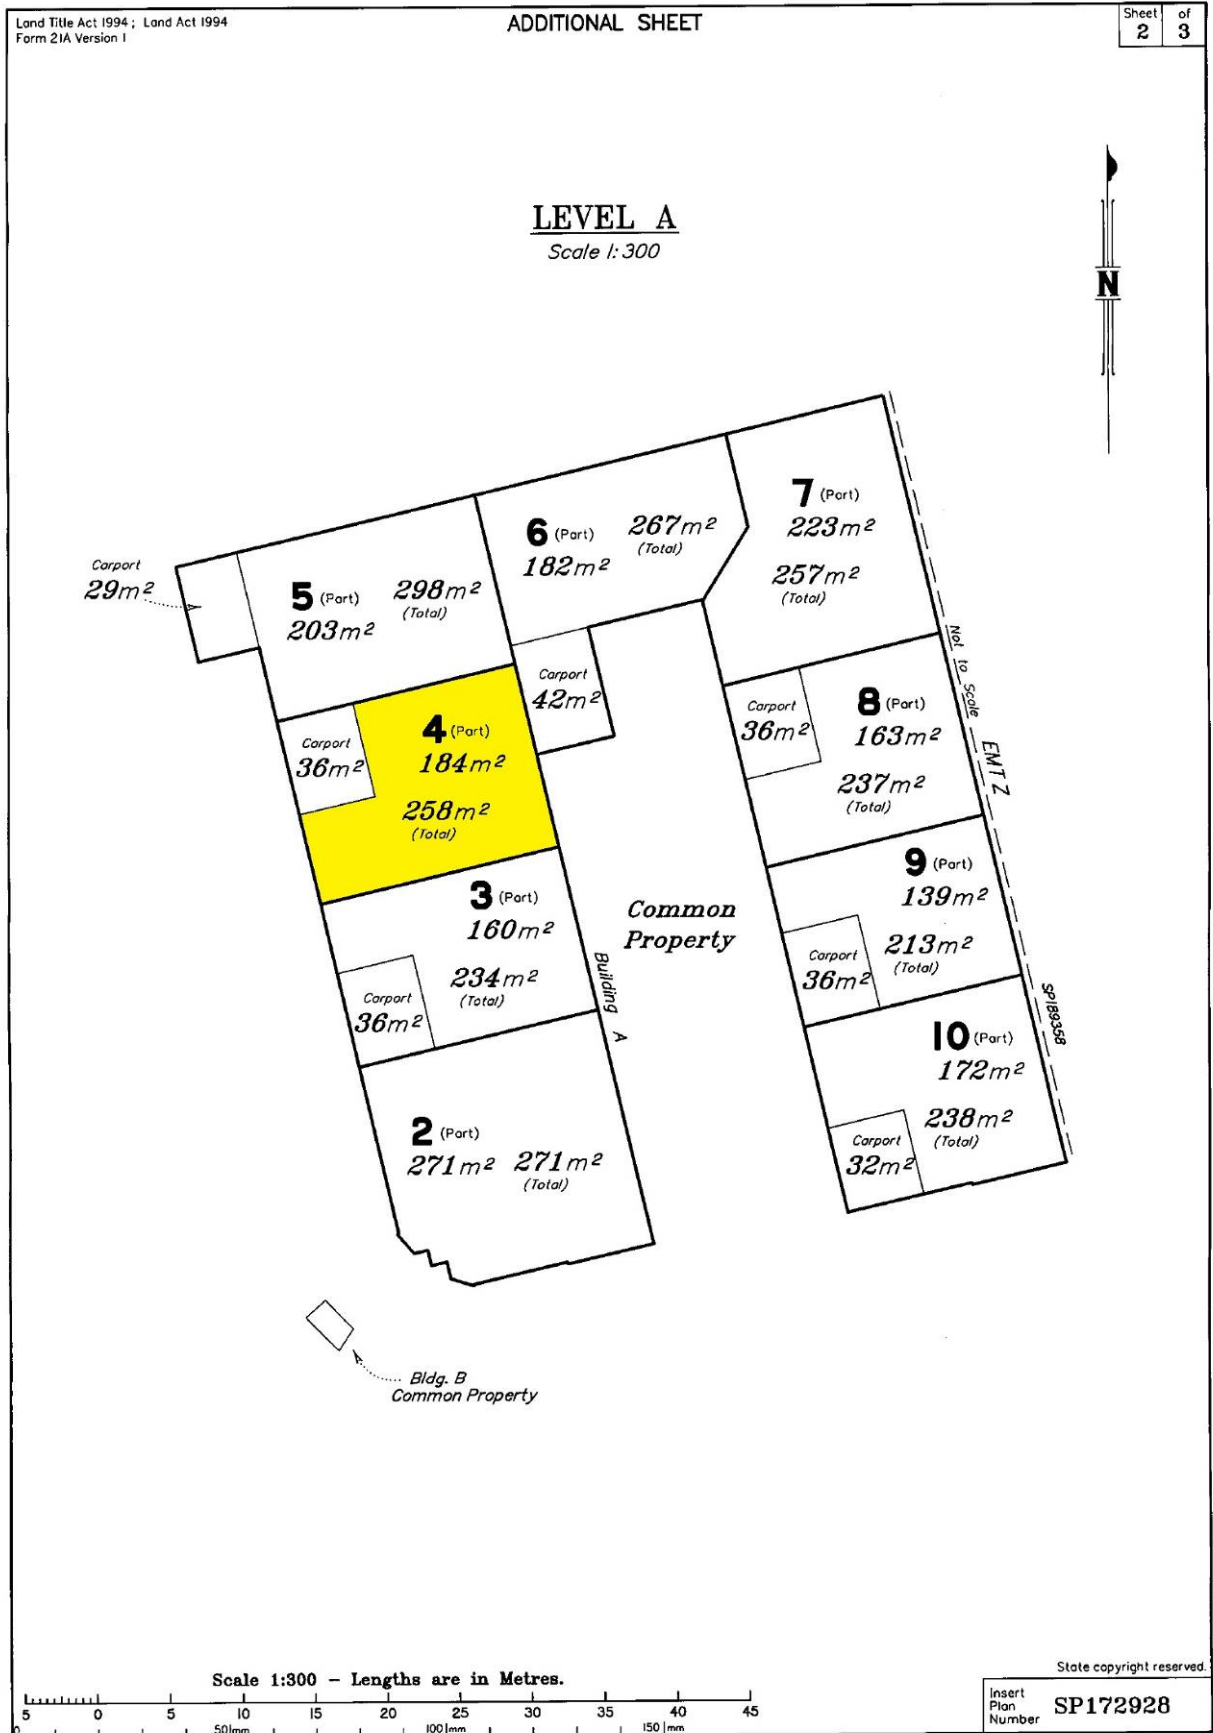 Land Title Act 1994 ; Land Act 1994
Form 21A Version 1
ADDITIONAL SHEET
Sheet of
2 3
LEVEL A
Scale 1:300
N
7 (Part)
223m²
257m²
(Total)
6 (Part) 267m²
(Total)
182m²
Carport
29m²
5 (Part) 298m²
(Total)
203m²
Carport
42m²
Not to Scale
Carport
36m²
4 (Part)
184m²
258m²
(Total)
Carport
36m²
8 (Part)
163m²
237m²
(Total)
EMT Z
3 (Part)
160m²
234m²
(Total)
Carport
36m²
Common
Property
Building A
9 (Part)
139m²
213m²
(Total)
Carport
36m²
SP189358
10 (Part)
172m²
238m²
(Total)
Carport
32m²
2 (Part)
271m² 271m²
(Total)
Bldg. B
Common Property
Scale 1:300 – Lengths are in Metres.
5 0 5 10 15 20 25 30 35 40 45
0 50mm 100mm 150mm
State copyright reserved.
Insert
Plan
Number
SP172928